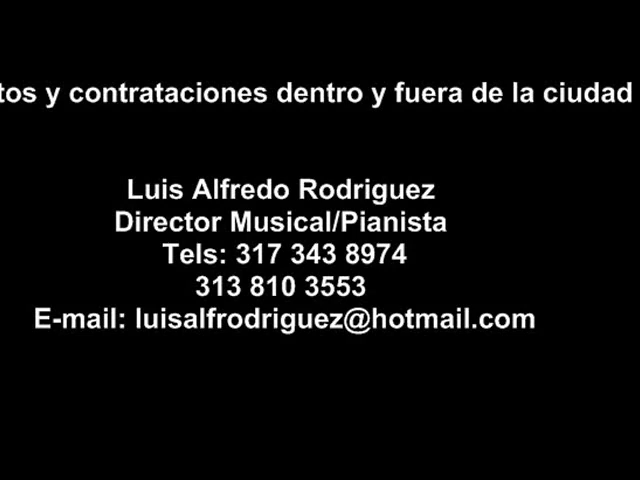 y contrataciones dentro y fuera de la ciudad
Luis Alfredo Rodriguez
Director Musical/Pianista
Tels: 317 343 8974
313 810 3553
E-mail: luisalfrodriguez@hotmail.com